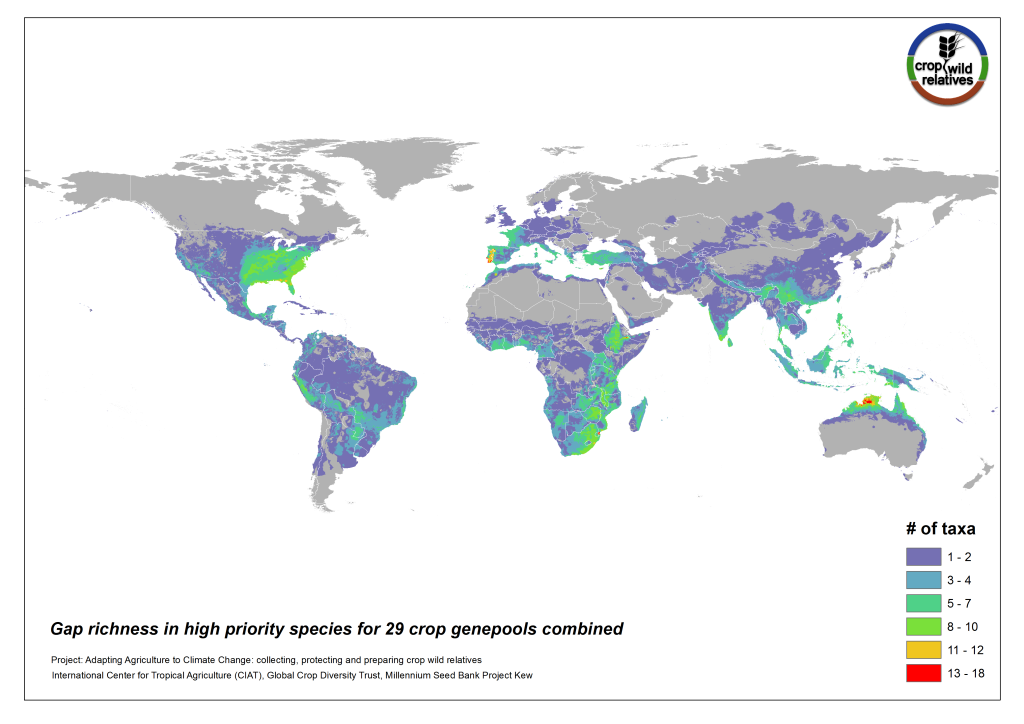 crop wild
relatives
# of taxa
1 - 2
3 - 4
5 - 7
8 - 10
11 - 12
13 - 18
Gap richness in high priority species for 29 crop genepools combined
Project: Adapting Agriculture to Climate Change: collecting, protecting and preparing crop wild relatives
International Center for Tropical Agriculture (CIAT), Global Crop Diversity Trust, Millennium Seed Bank Project Kew